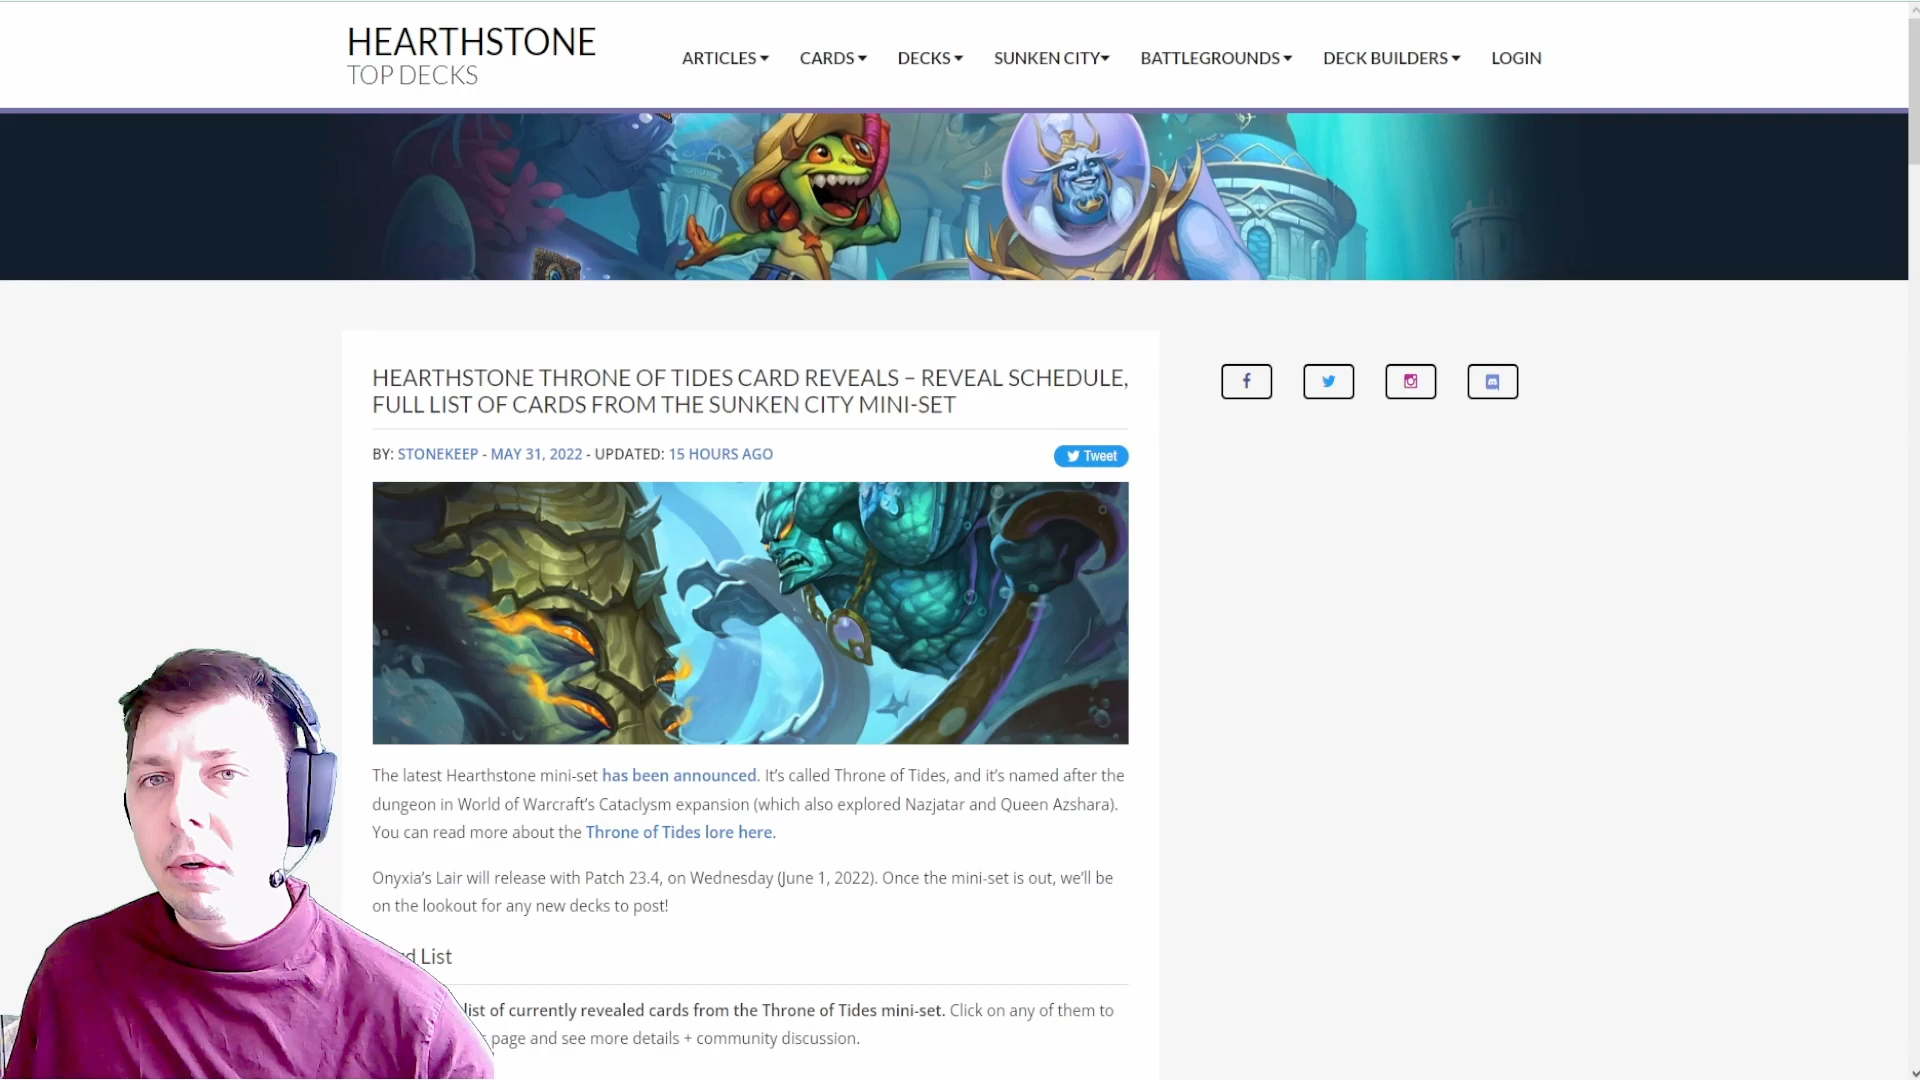 HEARTHSTONE
TOP DECKS
ARTICLES CARDS DECKS SUNKEN CITY BATTLEGROUNDS DECK BUILDERS LOGIN
HEARTHSTONE THRONE OF TIDES CARD REVEALS – REVEAL SCHEDULE,
FULL LIST OF CARDS FROM THE SUNKEN CITY MINI-SET
BY: STONEKEEP - MAY 31, 2022 - UPDATED: 15 HOURS AGO
Tweet
The latest Hearthstone mini-set has been announced. It's called Throne of Tides, and it's named after the
dungeon in World of Warcraft's Cataclysm expansion (which also explored Nazjatar and Queen Azshara).
You can read more about the Throne of Tides lore here.
Onyxia's Lair will release with Patch 23.4, on Wednesday (June 1, 2022). Once the mini-set is out, we'll be
on the lookout for any new decks to post!
List
list of currently revealed cards from the Throne of Tides mini-set. Click on any of them to
page and see more details + community discussion.